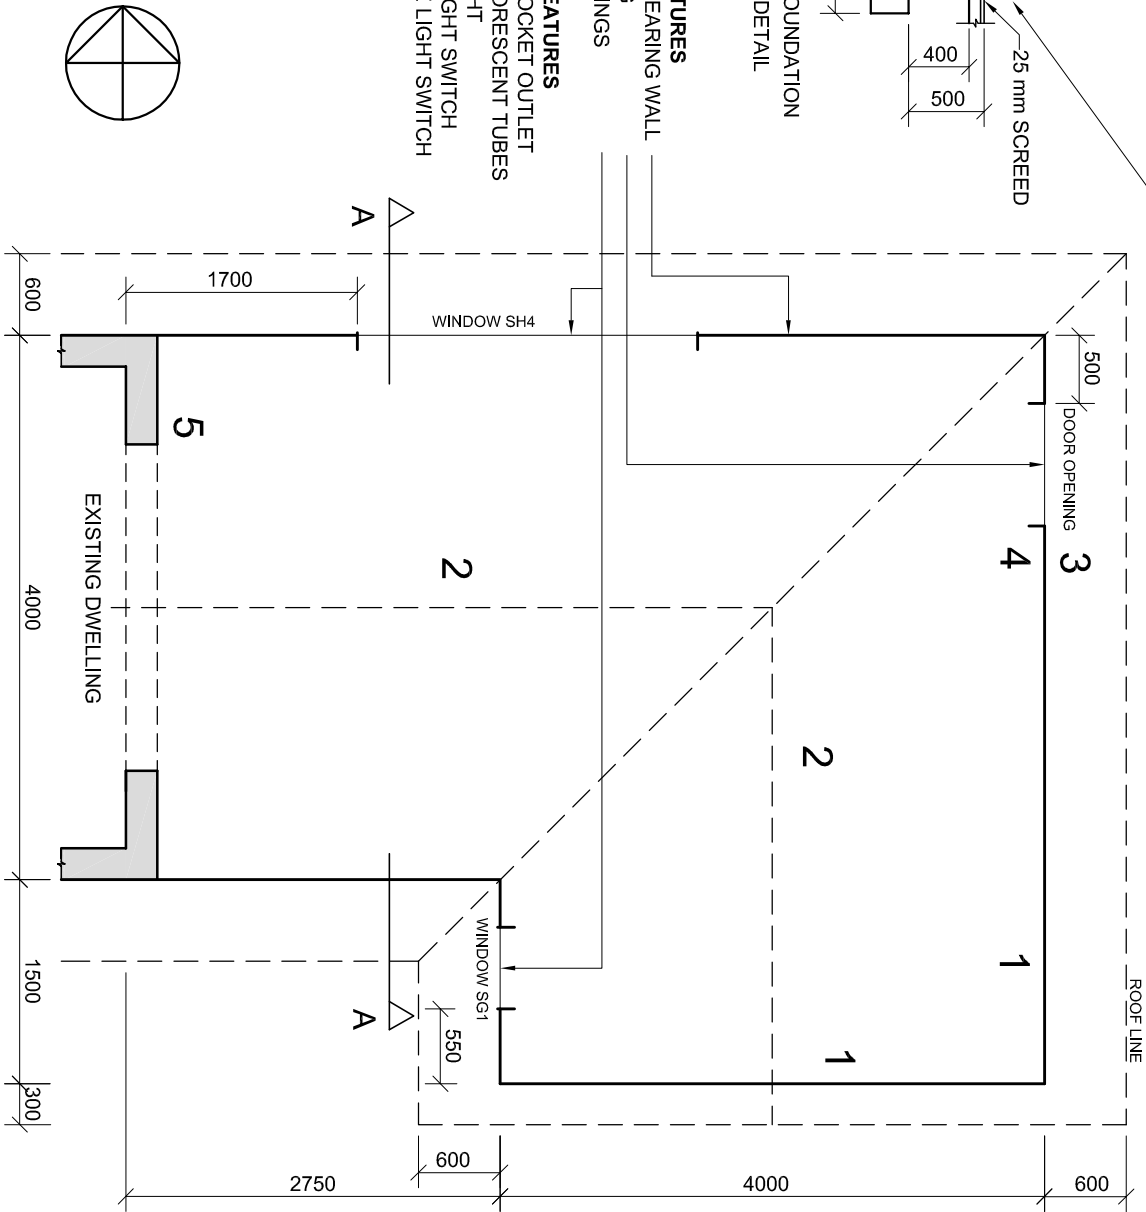 25 mm SCREED
400
500
OUNDATION
DETAIL
TURES
EARING WALL
G
INGS
EATURES
OCKET OUTLET
ORESCENT TUBES
HT
GHT SWITCH
LIGHT SWITCH
A
A
1700
600
4000
1500
300
WINDOW SH4
500
DOOR OPENING
3
4
5
2
2
1
1
EXISTING DWELLING
WINDOW SG1
550
ROOF LINE
600
2750
4000
600